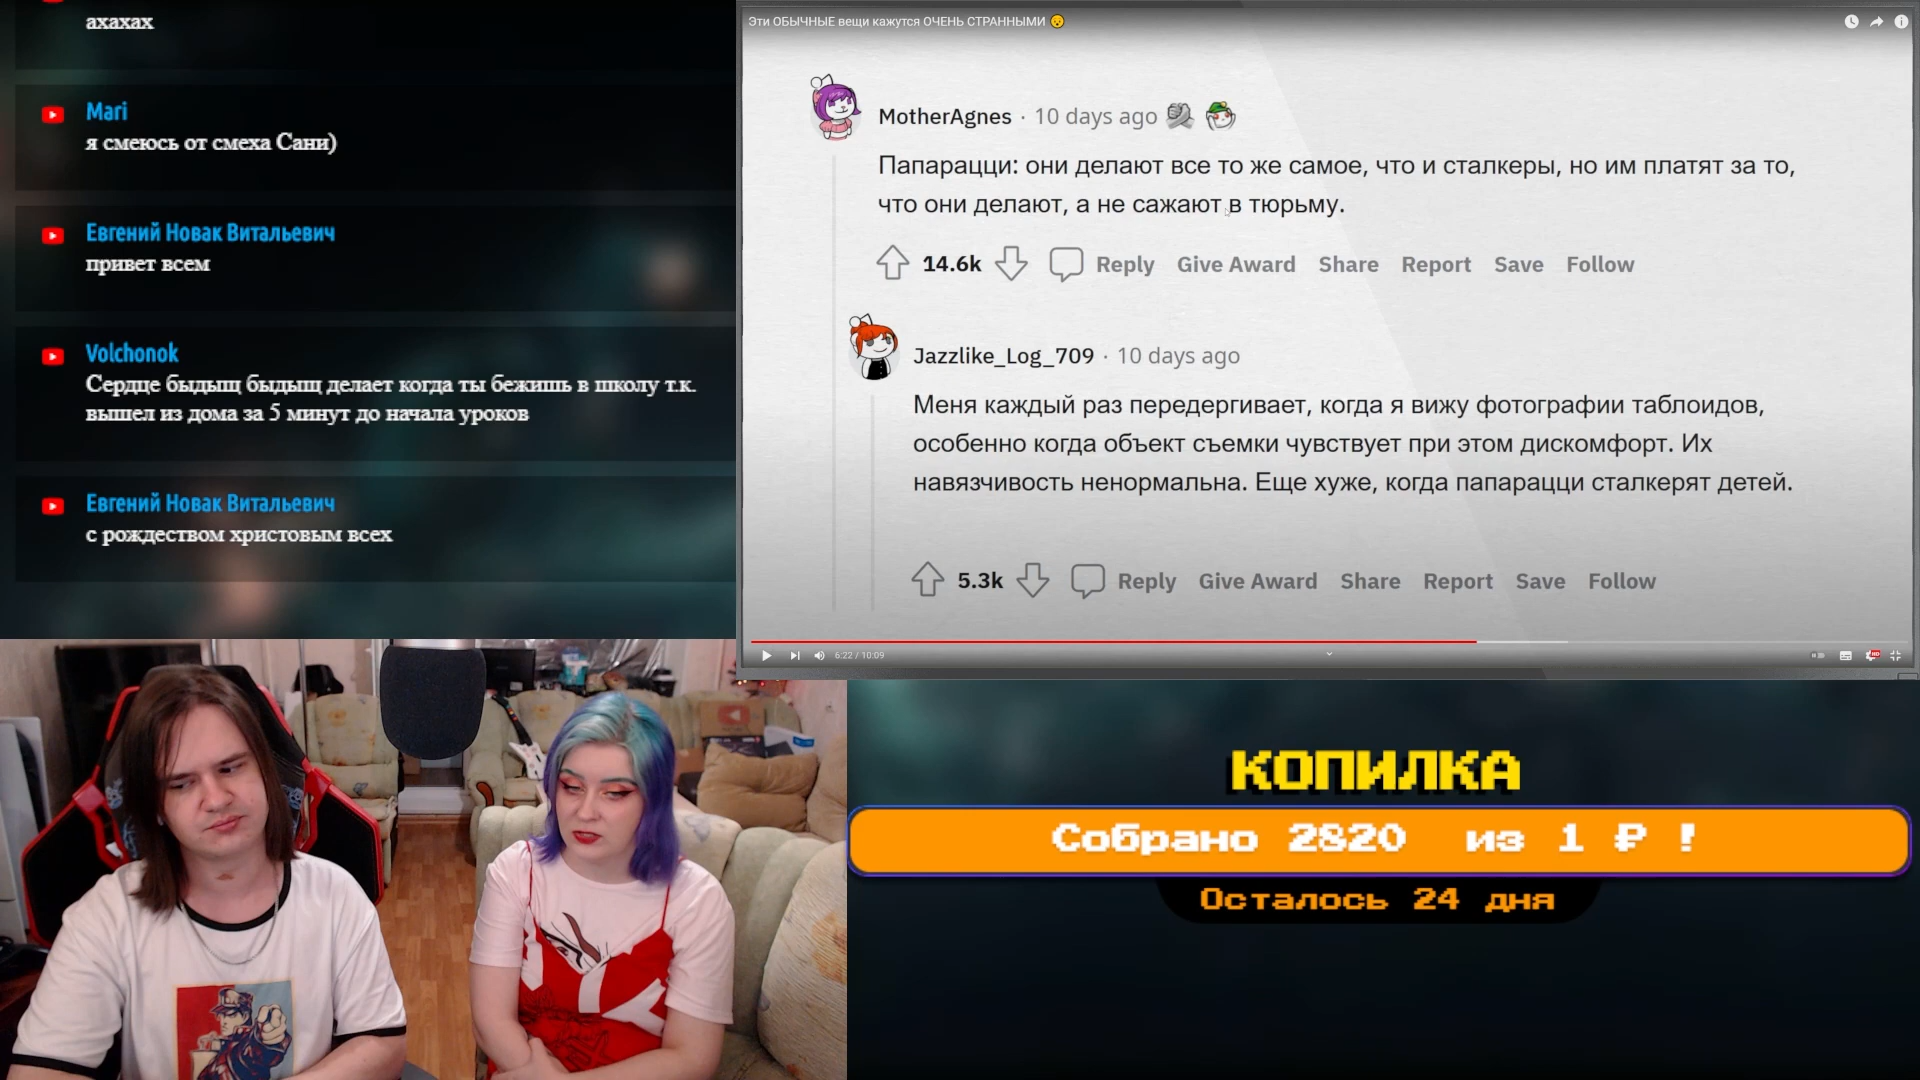 ахахах
Mari
я смеюсь от смеха Сани)
Евгений Новак Витальевич
привет всем
Volchonok
Сердце быдыщ быдыщ делает когда ты бежишь в школу т.к.
вышел из дома за 5 минут до начала уроков
Евгений Новак Витальевич
с рождеством христовым всех
Эти ОБЫЧНЫЕ вещи кажутся ОЧЕНЬ СТРАННЫМИ 😯
MotherAgnes · 10 days ago
Папарацци: они делают все то же самое, что и сталкеры, но им платят за то,
что они делают, а не сажают в тюрьму.
14.6k Reply Give Award Share Report Save Follow
Jazzlike_Log_709 · 10 days ago
Меня каждый раз передергивает, когда я вижу фотографии таблоидов,
особенно когда объект съемки чувствует при этом дискомфорт. Их
навязчивость ненормальна. Еще хуже, когда папарацци сталкерят детей.
5.3k Reply Give Award Share Report Save Follow
6:22 / 10:09
КОПИЛКА
Собрано 2820 из 1 ₽ !
Осталось 24 дня